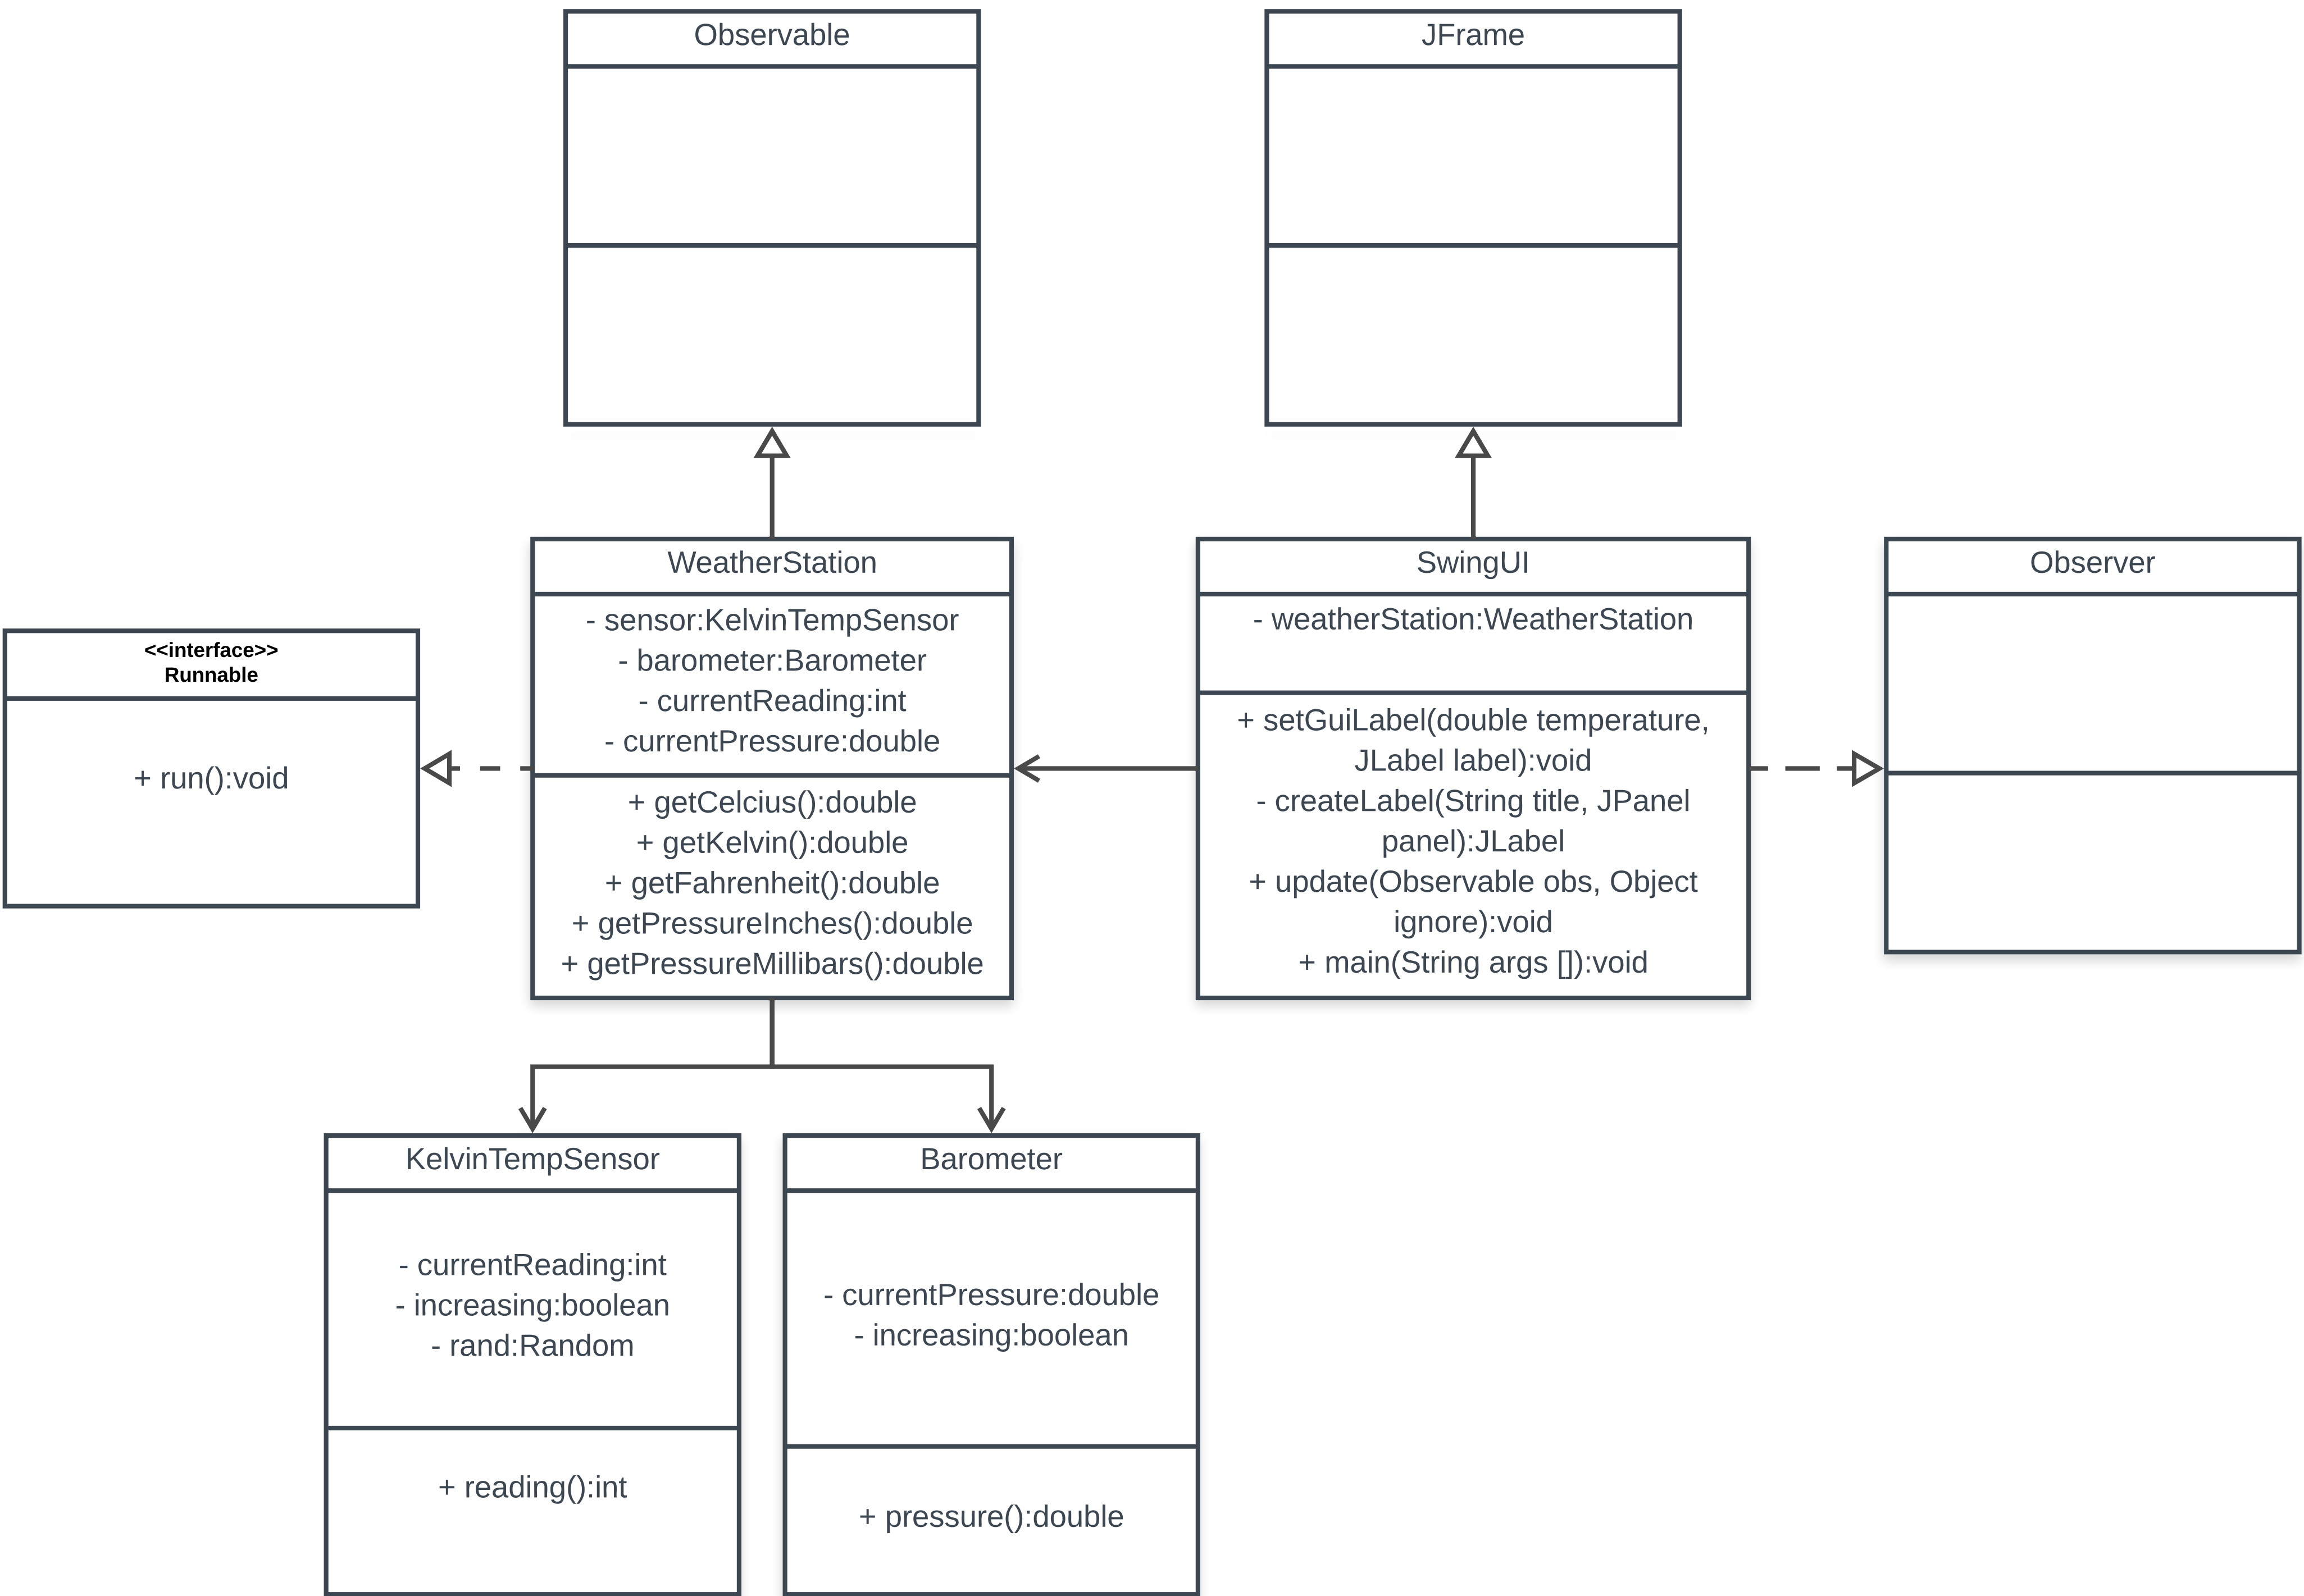 Observable
JFrame
WeatherStation
- sensor:KelvinTempSensor
- barometer:Barometer
- currentReading:int
- currentPressure:double
+ getCelcius():double
+ getKelvin():double
+ getFahrenheit():double
+ getPressureInches():double
+ getPressureMillibars():double
SwingUI
- weatherStation:WeatherStation
+ setGuiLabel(double temperature,
JLabel label):void
- createLabel(String title, JPanel
panel):JLabel
+ update(Observable obs, Object
ignore):void
+ main(String args []):void
Observer
<<interface>>
Runnable
+ run():void
KelvinTempSensor
- currentReading:int
- increasing:boolean
- rand:Random
+ reading():int
Barometer
- currentPressure:double
- increasing:boolean
+ pressure():double